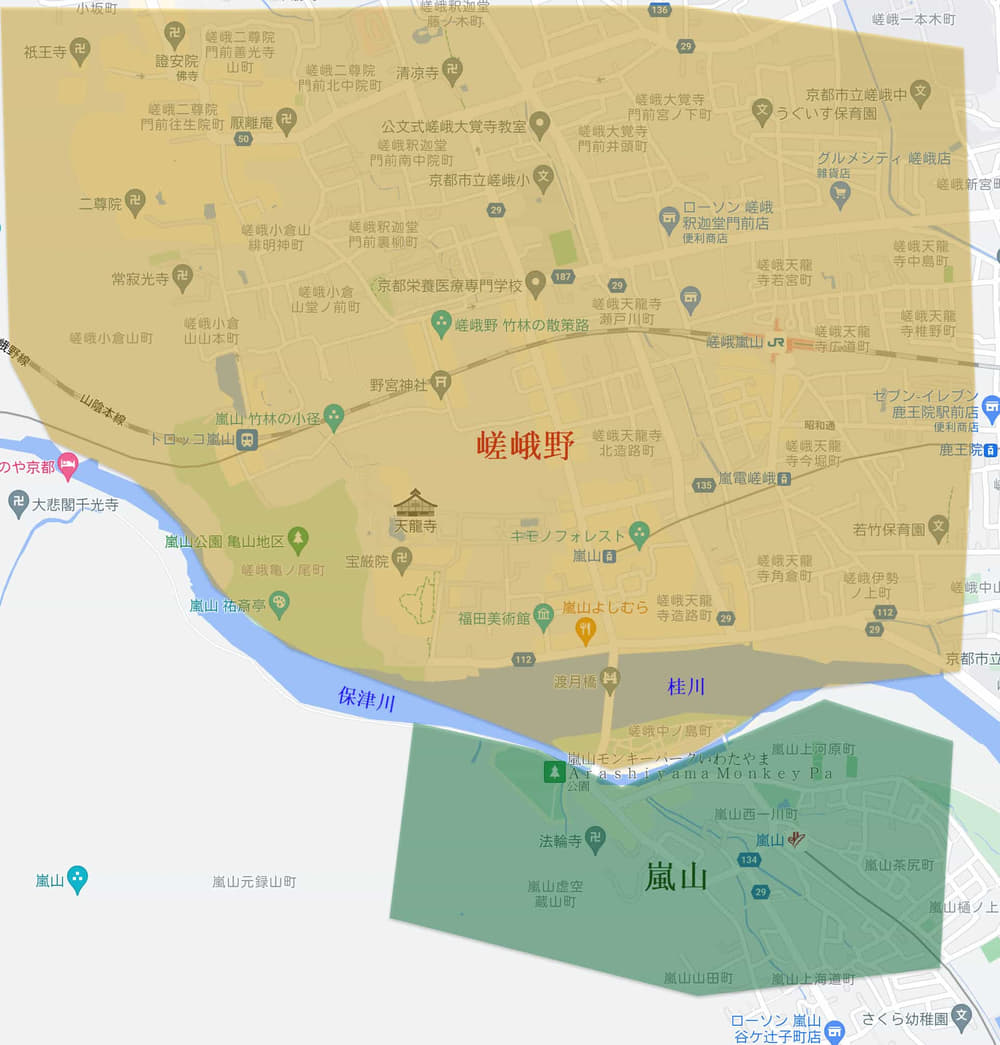 小坂町
嵯峨釈迦堂
藤ノ木町
136
嵯峨一本木町
祇王寺
證安院
佛寺
嵯峨二尊院
門前善光寺
山町
29
嵯峨二尊院
門前北中院町
清凉寺
嵯峨二尊院
門前往生院町
厭離庵
50
公文式嵯峨大覚寺教室
嵯峨大覚寺
門前宮ノ下町
京都市立嵯峨中
うぐいす保育園
嵯峨釈迦堂
門前南中院町
嵯峨大覚寺
門前井頭町
グルメシティ 嵯峨店
雑貨店
京都市立嵯峨小
嵯峨新宮町
二尊院
29
ローソン 嵯峨
釈迦堂門前店
便利商店
嵯峨小倉山
緋明神町
嵯峨釈迦堂
門前裏柳町
嵯峨天龍
寺中島町
常寂光寺
京都栄養医療専門学校
187
29
嵯峨天龍
寺若宮町
嵯峨小倉
山堂ノ前町
嵯峨天龍寺
瀬戸川町
嵯峨小倉山町
嵯峨小倉
山山本町
嵯峨野 竹林の散策路
嵯峨嵐山
JR
嵯峨天龍
寺広道町
嵯峨天龍
寺椎野町
峨野線
山陰本線
野宮神社
セブン-イレブン
鹿王院駅前店
便利商店
嵐山 竹林の小径
トロッコ嵐山
嵯峨野
嵯峨天龍寺
北造路町
昭和通
嵯峨天龍
寺今堀町
鹿王院
のや京都
大悲閣千光寺
135
嵐電嵯峨
天龍寺
キモノフォレスト
嵐山
若竹保育園
嵐山公園 亀山地区
嵯峨亀ノ尾町
宝厳院
嵯峨天龍
寺角倉町
嵯峨伊勢
ノ上町
嵯峨中山
嵐山 祐斎亭
福田美術館
嵐山よしむら
嵯峨天龍
寺造路町
29
112
29
112
京都市立
渡月橋
桂川
保津川
嵯峨中ノ島町
嵐山モンキーパークいわたやま
Arashiyama Monkey Pa
公園
嵐山上河原町
嵐山西一川町
法輪寺
嵐山
134
嵐山茶尻町
嵐山
嵐山元録山町
嵐山虚空
蔵山町
嵐山
29
嵐山樋ノ上
嵐山山田町
嵐山上海道町
ローソン 嵐山
谷ケ辻子町店
さくら幼稚園